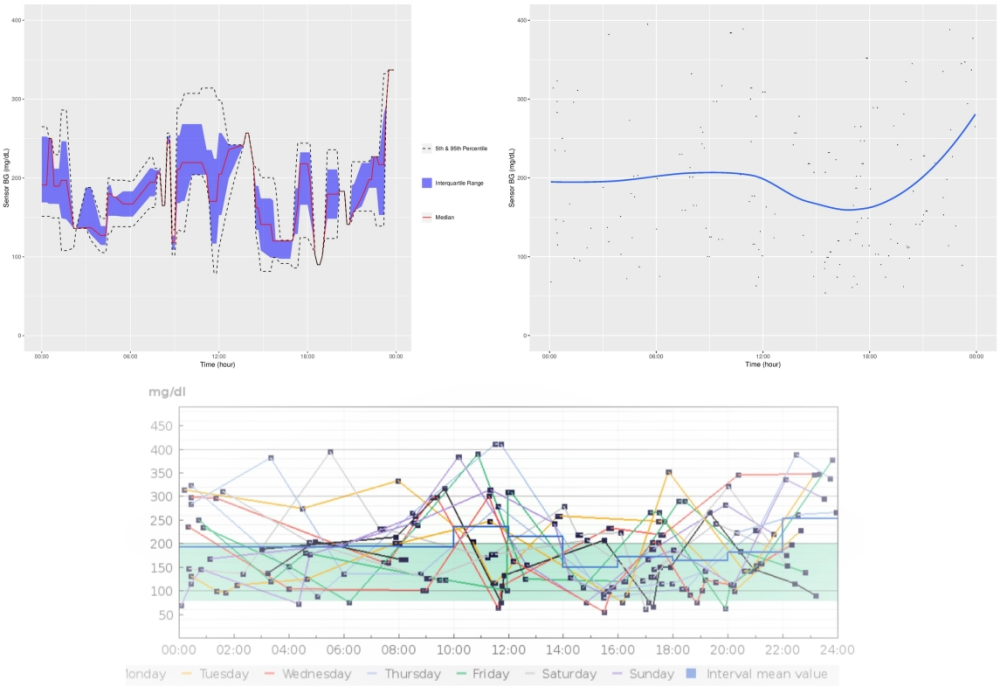 400
300
200
100
0
Sensor BG (mg/dL)
00:00 06:00 12:00 18:00 00:00
Time (hour)
5th & 95th Percentile
Interquartile Range
Median
400
300
200
100
0
Sensor BG (mg/dL)
00:00 06:00 12:00 18:00 00:00
Time (hour)
mg/dl
450
400
350
300
250
200
150
100
50
00:00 02:00 04:00 06:00 08:00 10:00 12:00 14:00 16:00 18:00 20:00 22:00 24:00
londay Tuesday Wednesday Thursday Friday Saturday Sunday Interval mean value